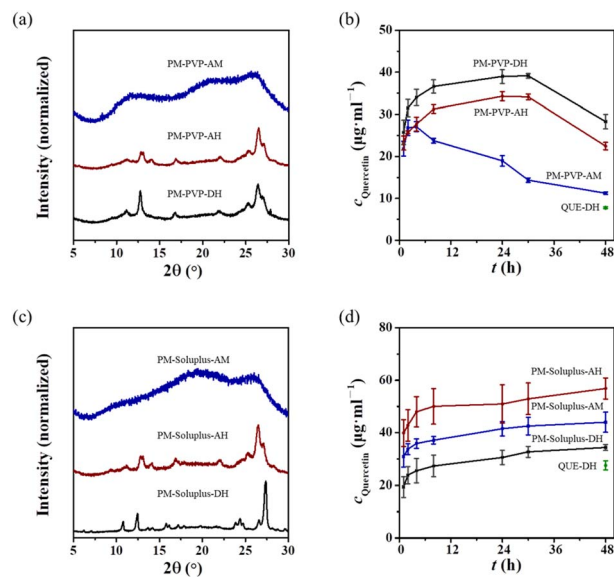 (a)
Intensity (normalized)
PM-PVP-AM
PM-PVP-AH
PM-PVP-DH
5 10 15 20 25 30
2θ (°)
(b)
c Quercetin (µg·ml−1)
50
40
30
20
10
0
PM-PVP-DH
PM-PVP-AH
PM-PVP-AM
QUE-DH
0 12 24 36 48
t (h)
(c)
Intensity (normalized)
PM-Soluplus-AM
PM-Soluplus-AH
PM-Soluplus-DH
5 10 15 20 25 30
2θ (°)
(d)
c Quercetin (µg·ml−1)
80
60
40
20
0
PM-Soluplus-AH
PM-Soluplus-AM
PM-Soluplus-DH
QUE-DH
0 12 24 36 48
t (h)